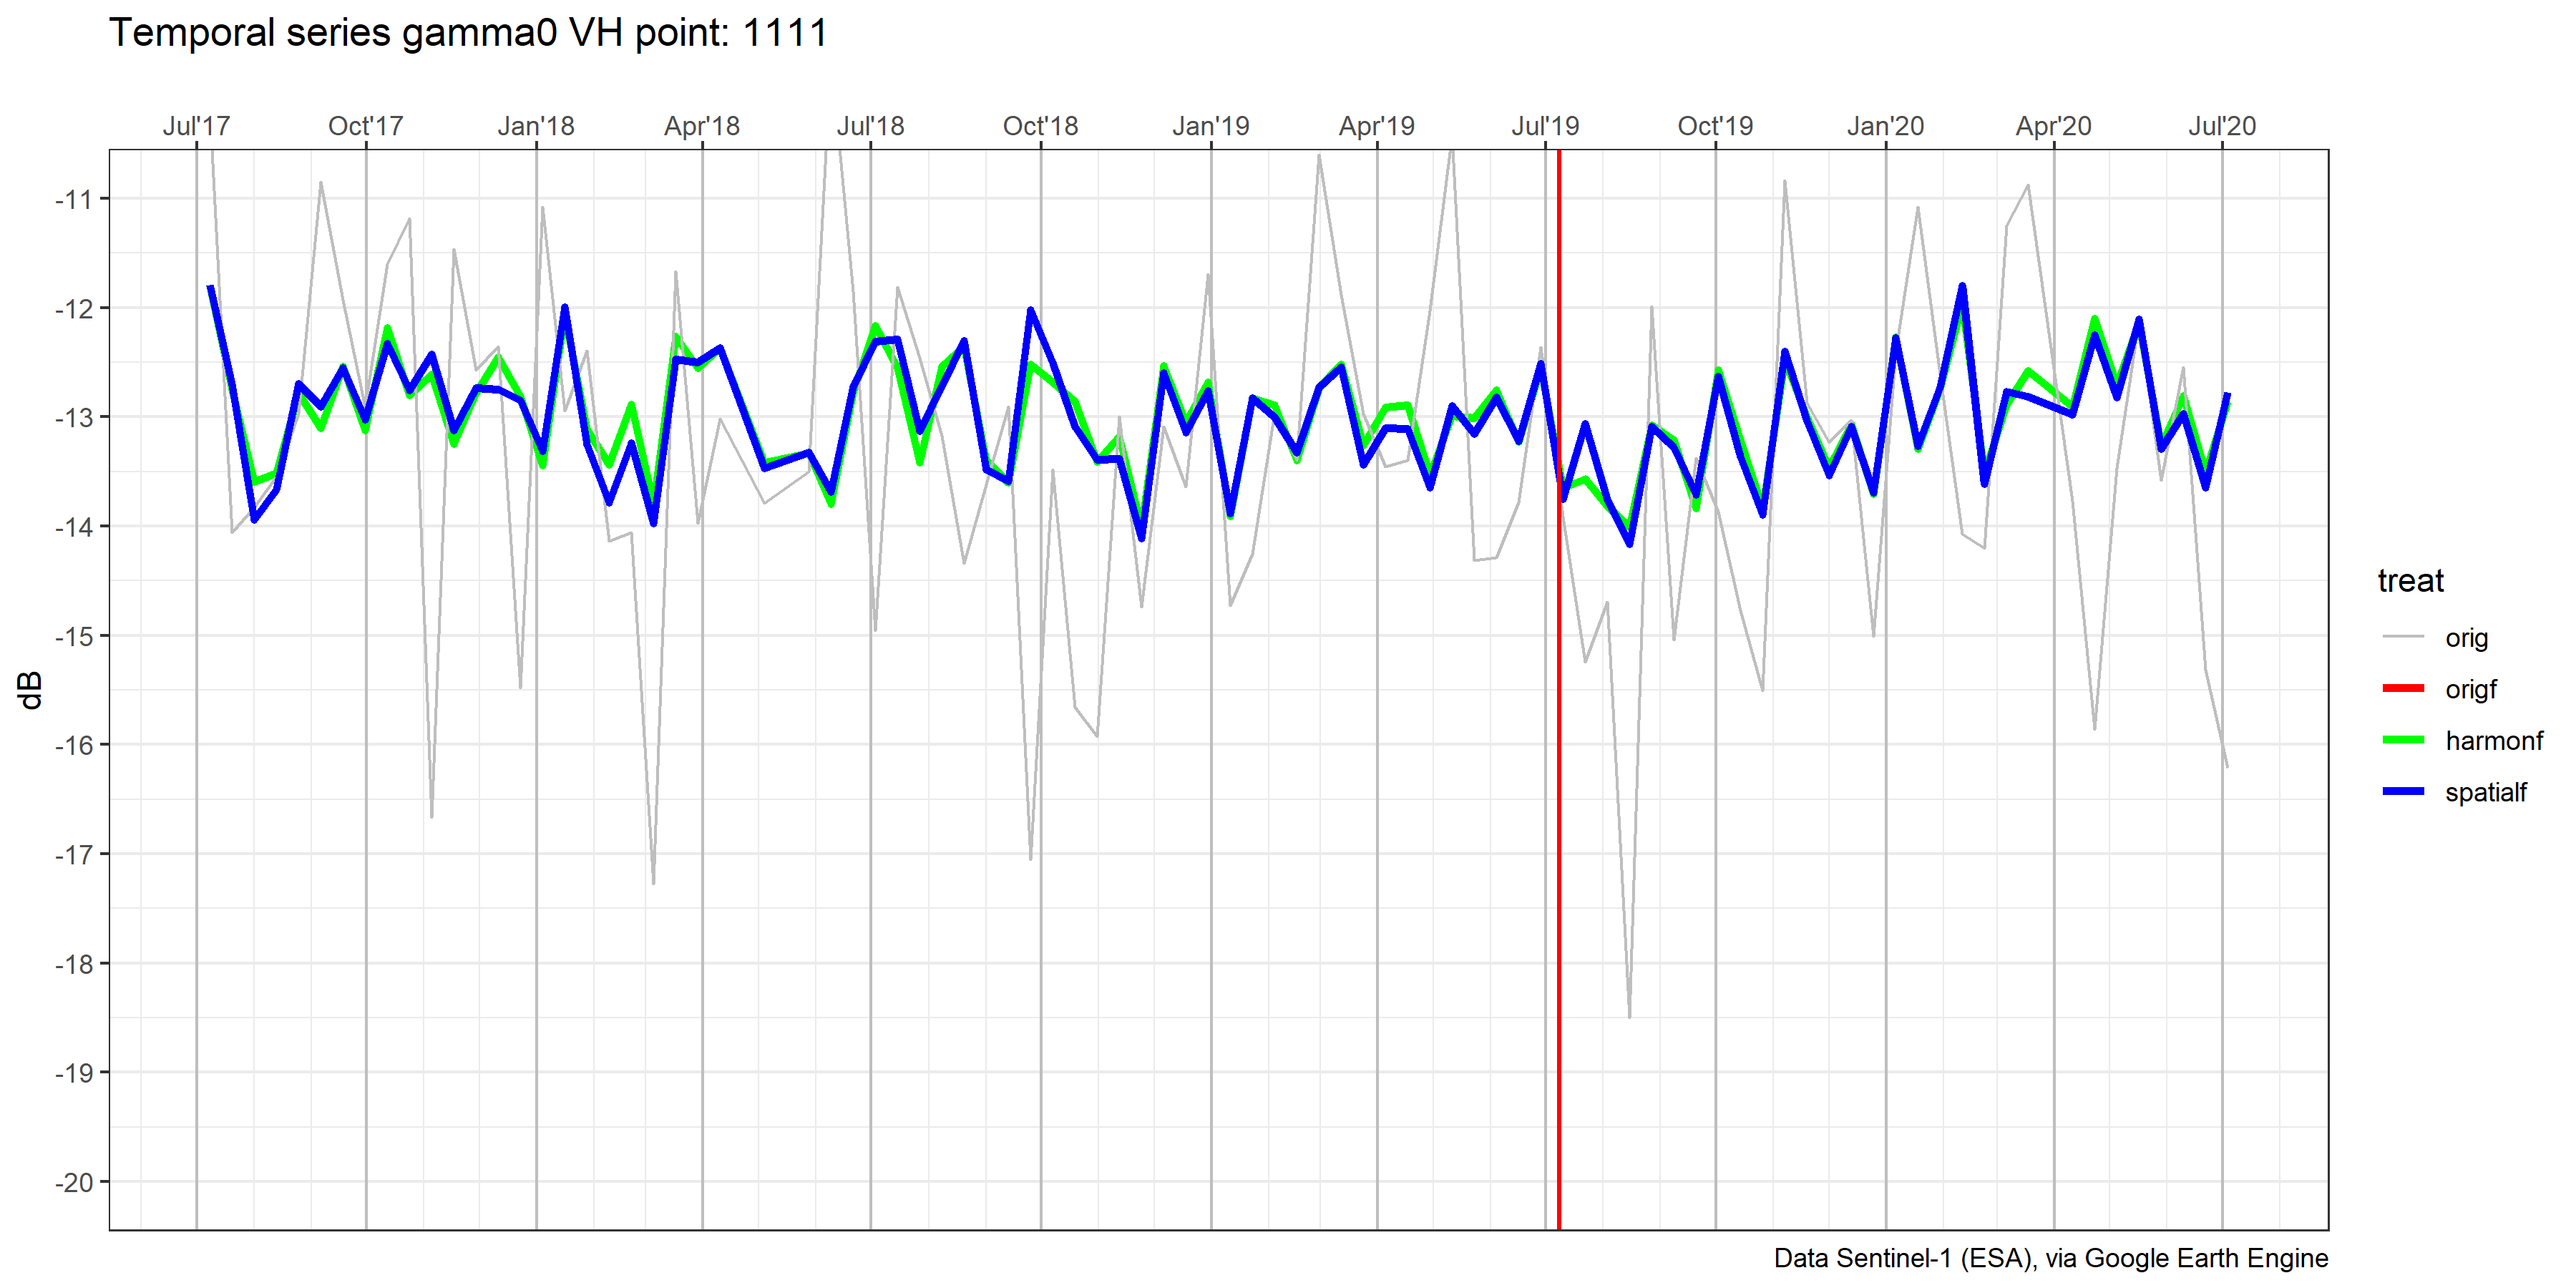 Temporal series gamma0 VH point: 1111
Jul'17 Oct'17 Jan'18 Apr'18 Jul'18 Oct'18 Jan'19 Apr'19 Jul'19 Oct'19 Jan'20 Apr'20 Jul'20
-11
-12
-13
-14
-15
-16
-17
-18
-19
-20
dB
treat
orig
origf
harmonf
spatialf
Data Sentinel-1 (ESA), via Google Earth Engine